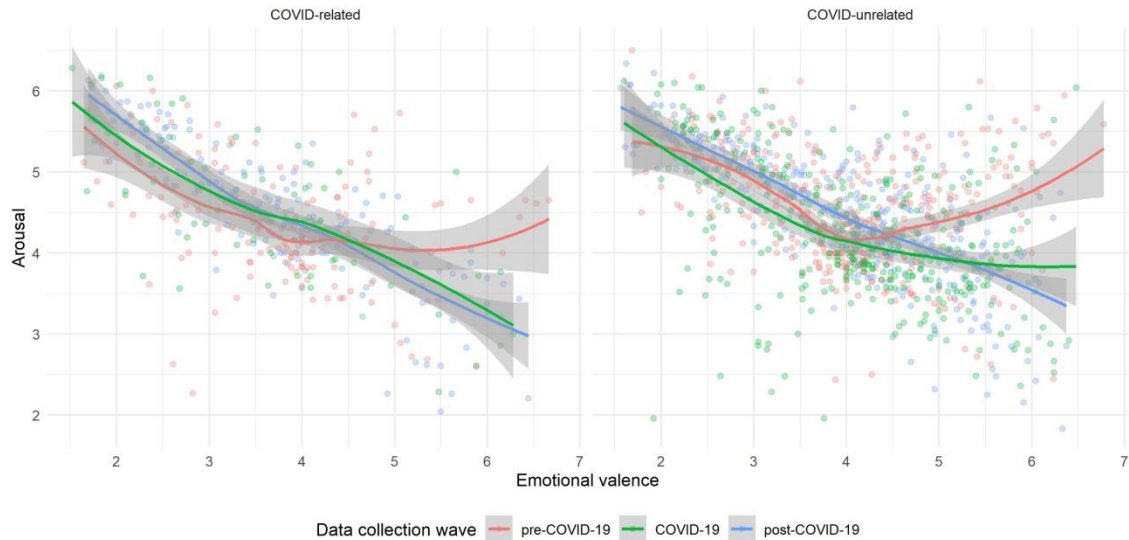 COVID-related COVID-unrelated
6
5
4
3
2
Arousal
2 3 4 5 6 7 2 3 4 5 6 7
Emotional valence
Data collection wave pre-COVID-19 COVID-19 post-COVID-19